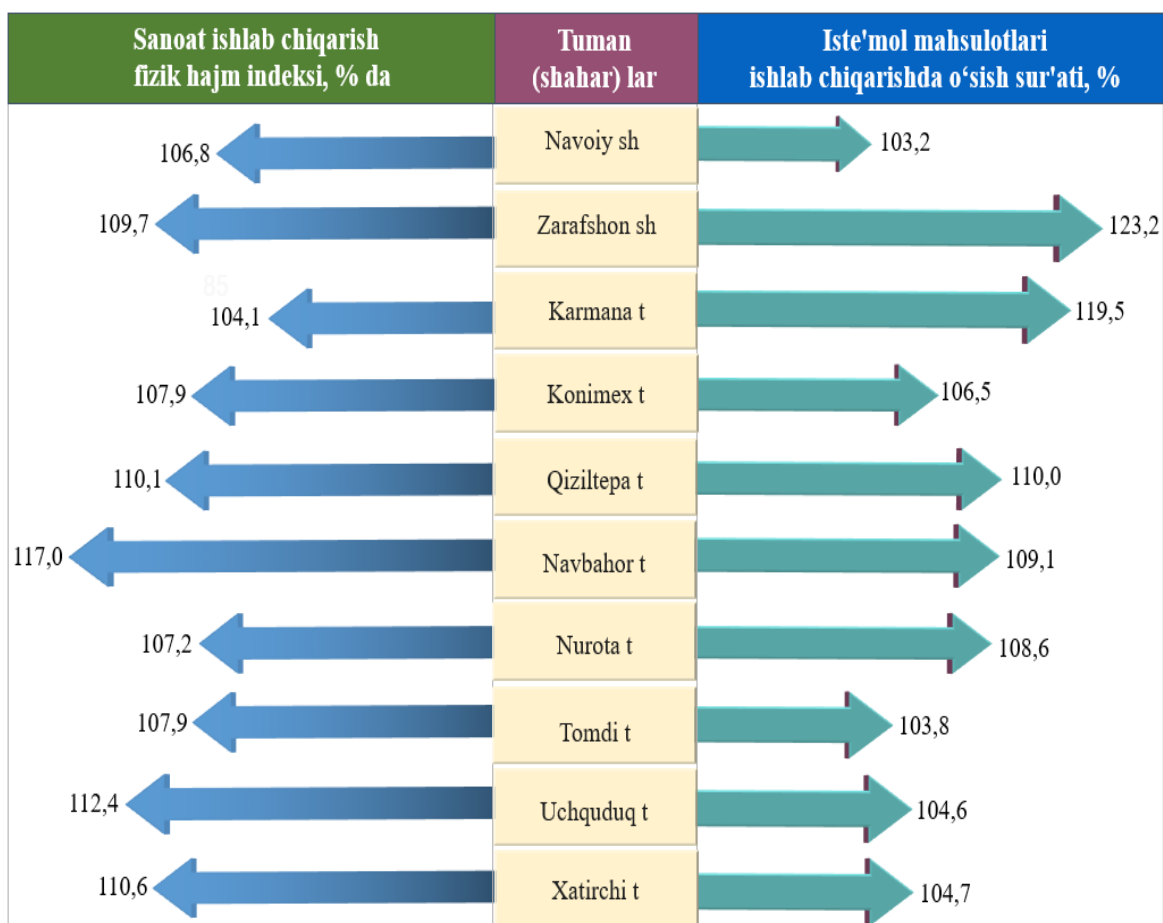 Sanoat ishlab chiqarish
fizik hajm indeksi, % da
Tuman
(shahar) lar
Iste'mol mahsulotlari
ishlab chiqarishda o‘sish sur'ati, %
106,8
Navoiy sh
103,2
109,7
Zarafshon sh
123,2
85
104,1
Karmana t
119,5
107,9
Konimex t
106,5
110,1
Qiziltepa t
110,0
117,0
Navbahor t
109,1
107,2
Nurota t
108,6
107,9
Tomdi t
103,8
112,4
Uchquduq t
104,6
110,6
Xatirchi t
104,7